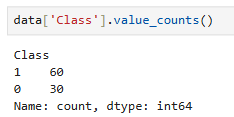 data['Class'].value_counts()
Class
1    60
0    30
Name: count, dtype: int64